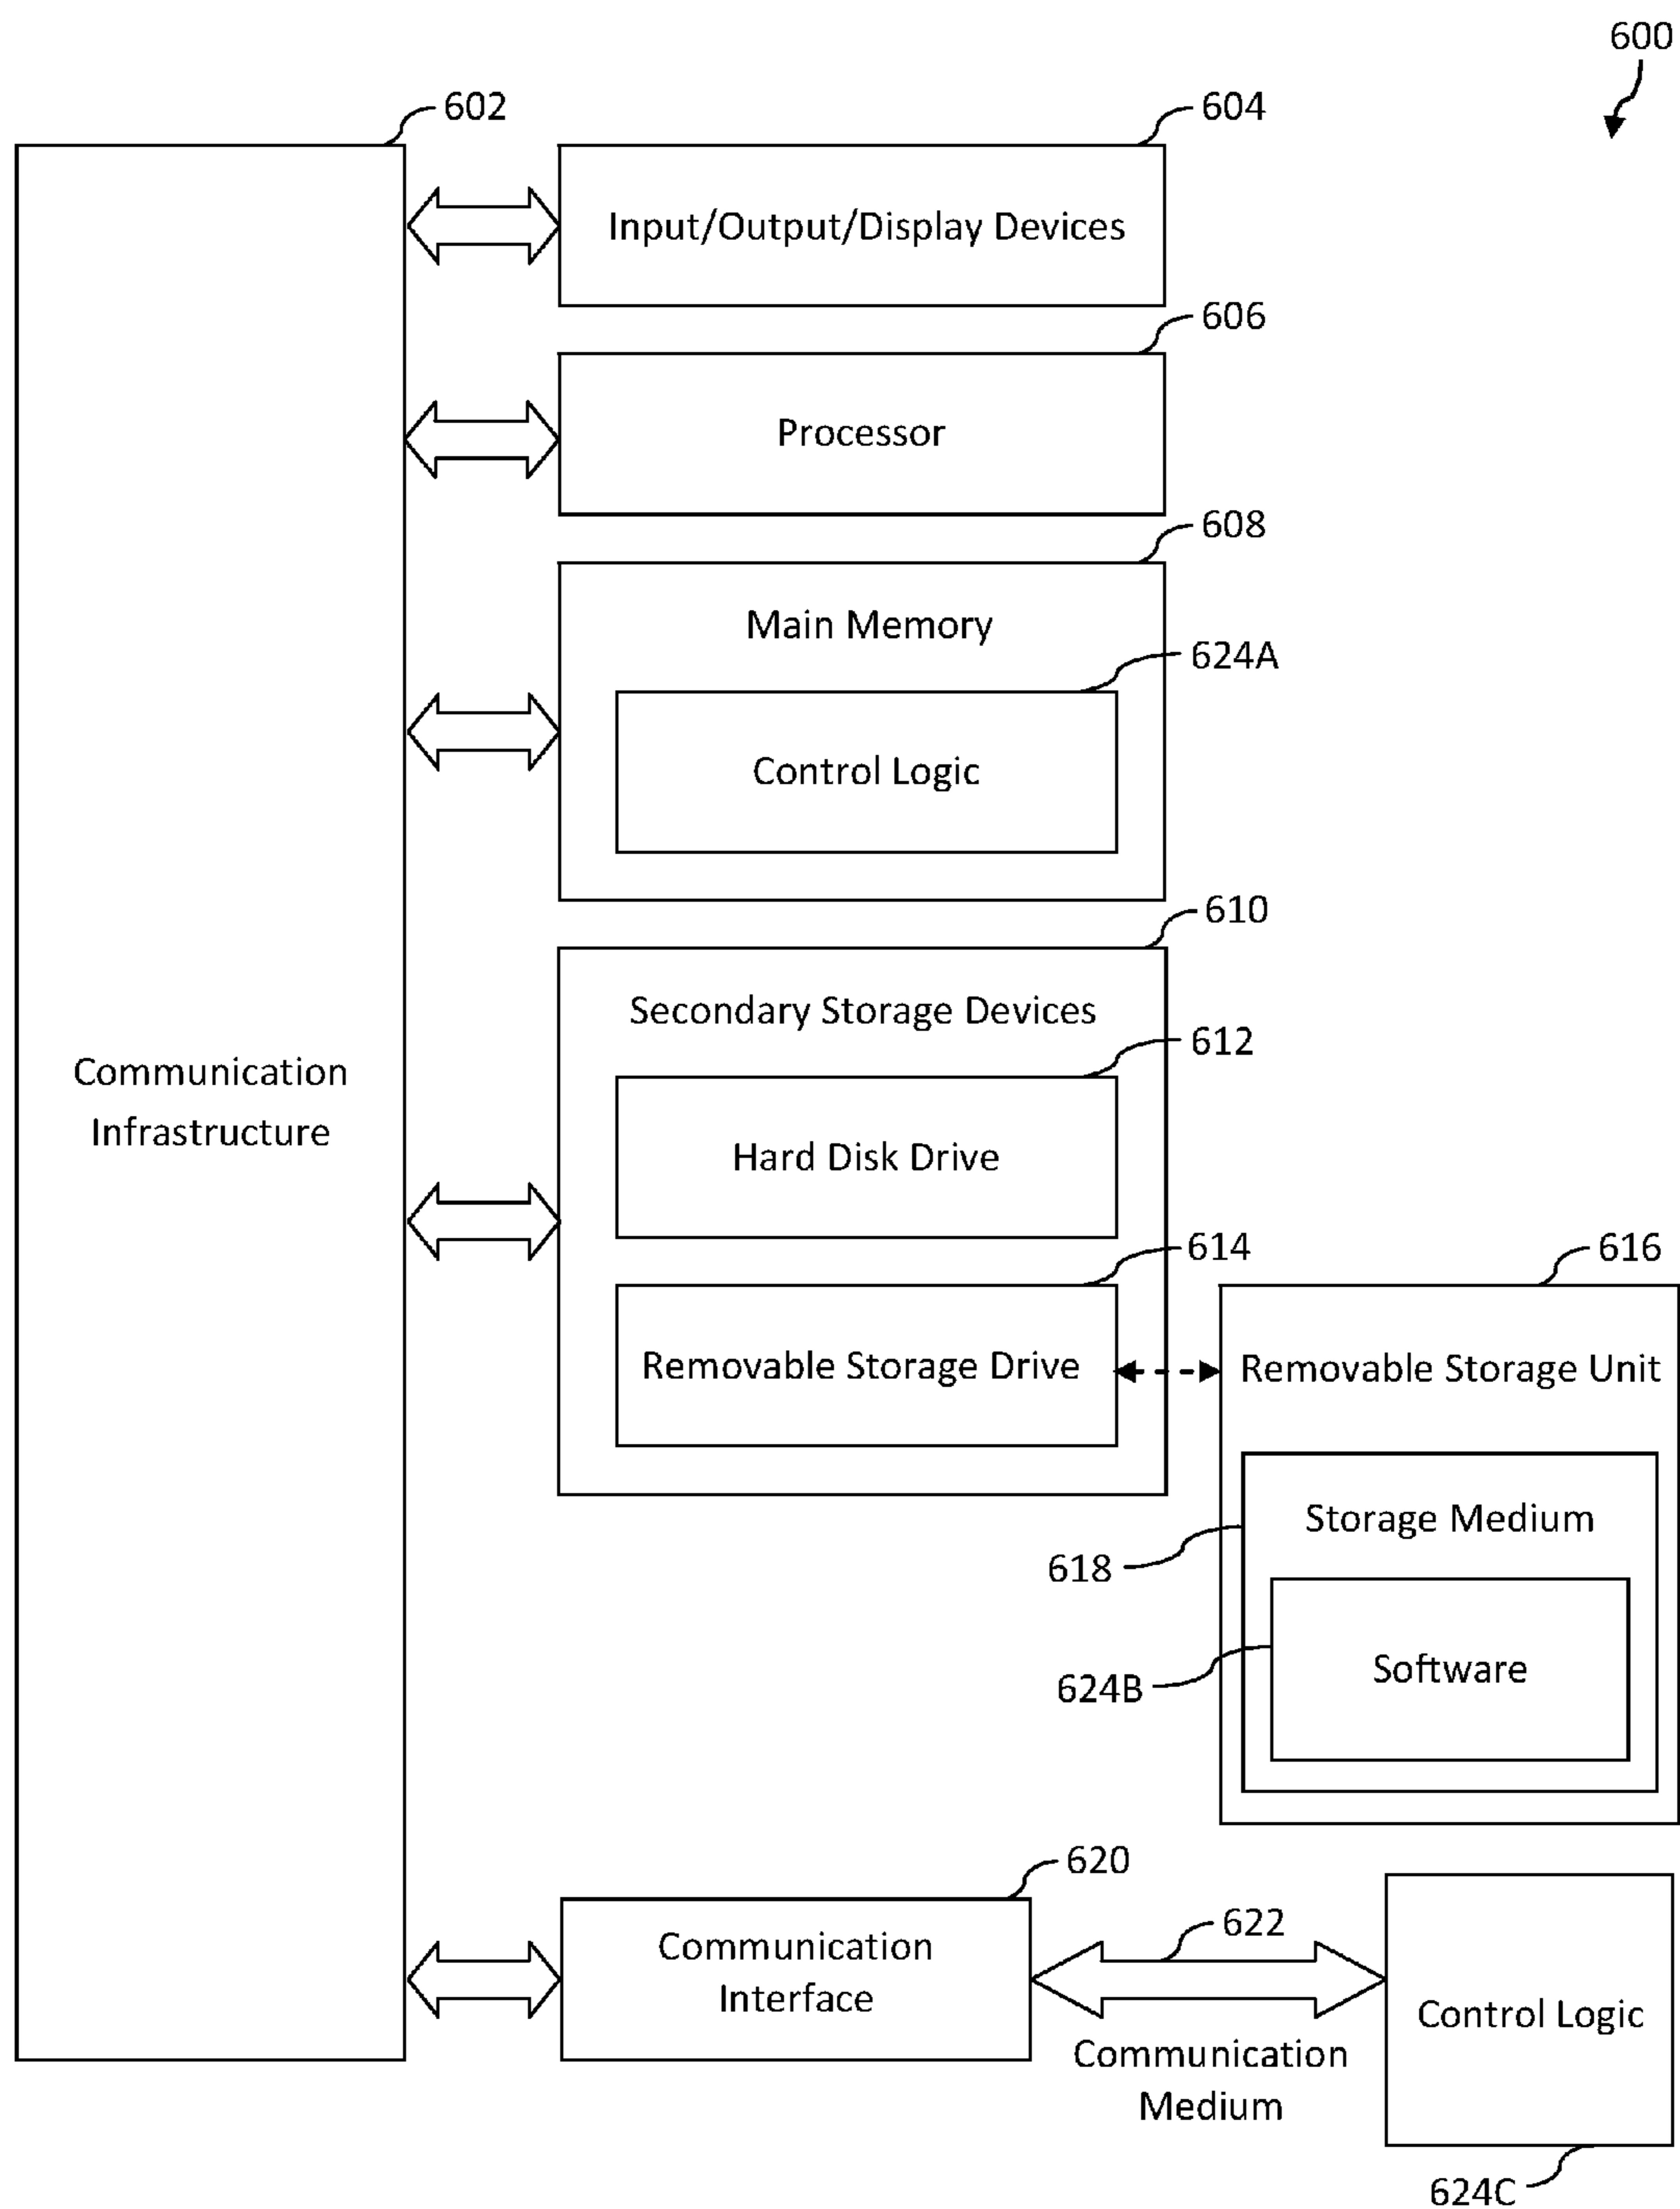 600
602
604
Input/Output/Display Devices
606
Processor
608
Main Memory
624A
Control Logic
610
Secondary Storage Devices
612
Communication
Infrastructure
Hard Disk Drive
614
616
Removable Storage Drive
Removable Storage Unit
Storage Medium
618
Software
624B
620
622
Communication
Interface
Control Logic
Communication
Medium
624C